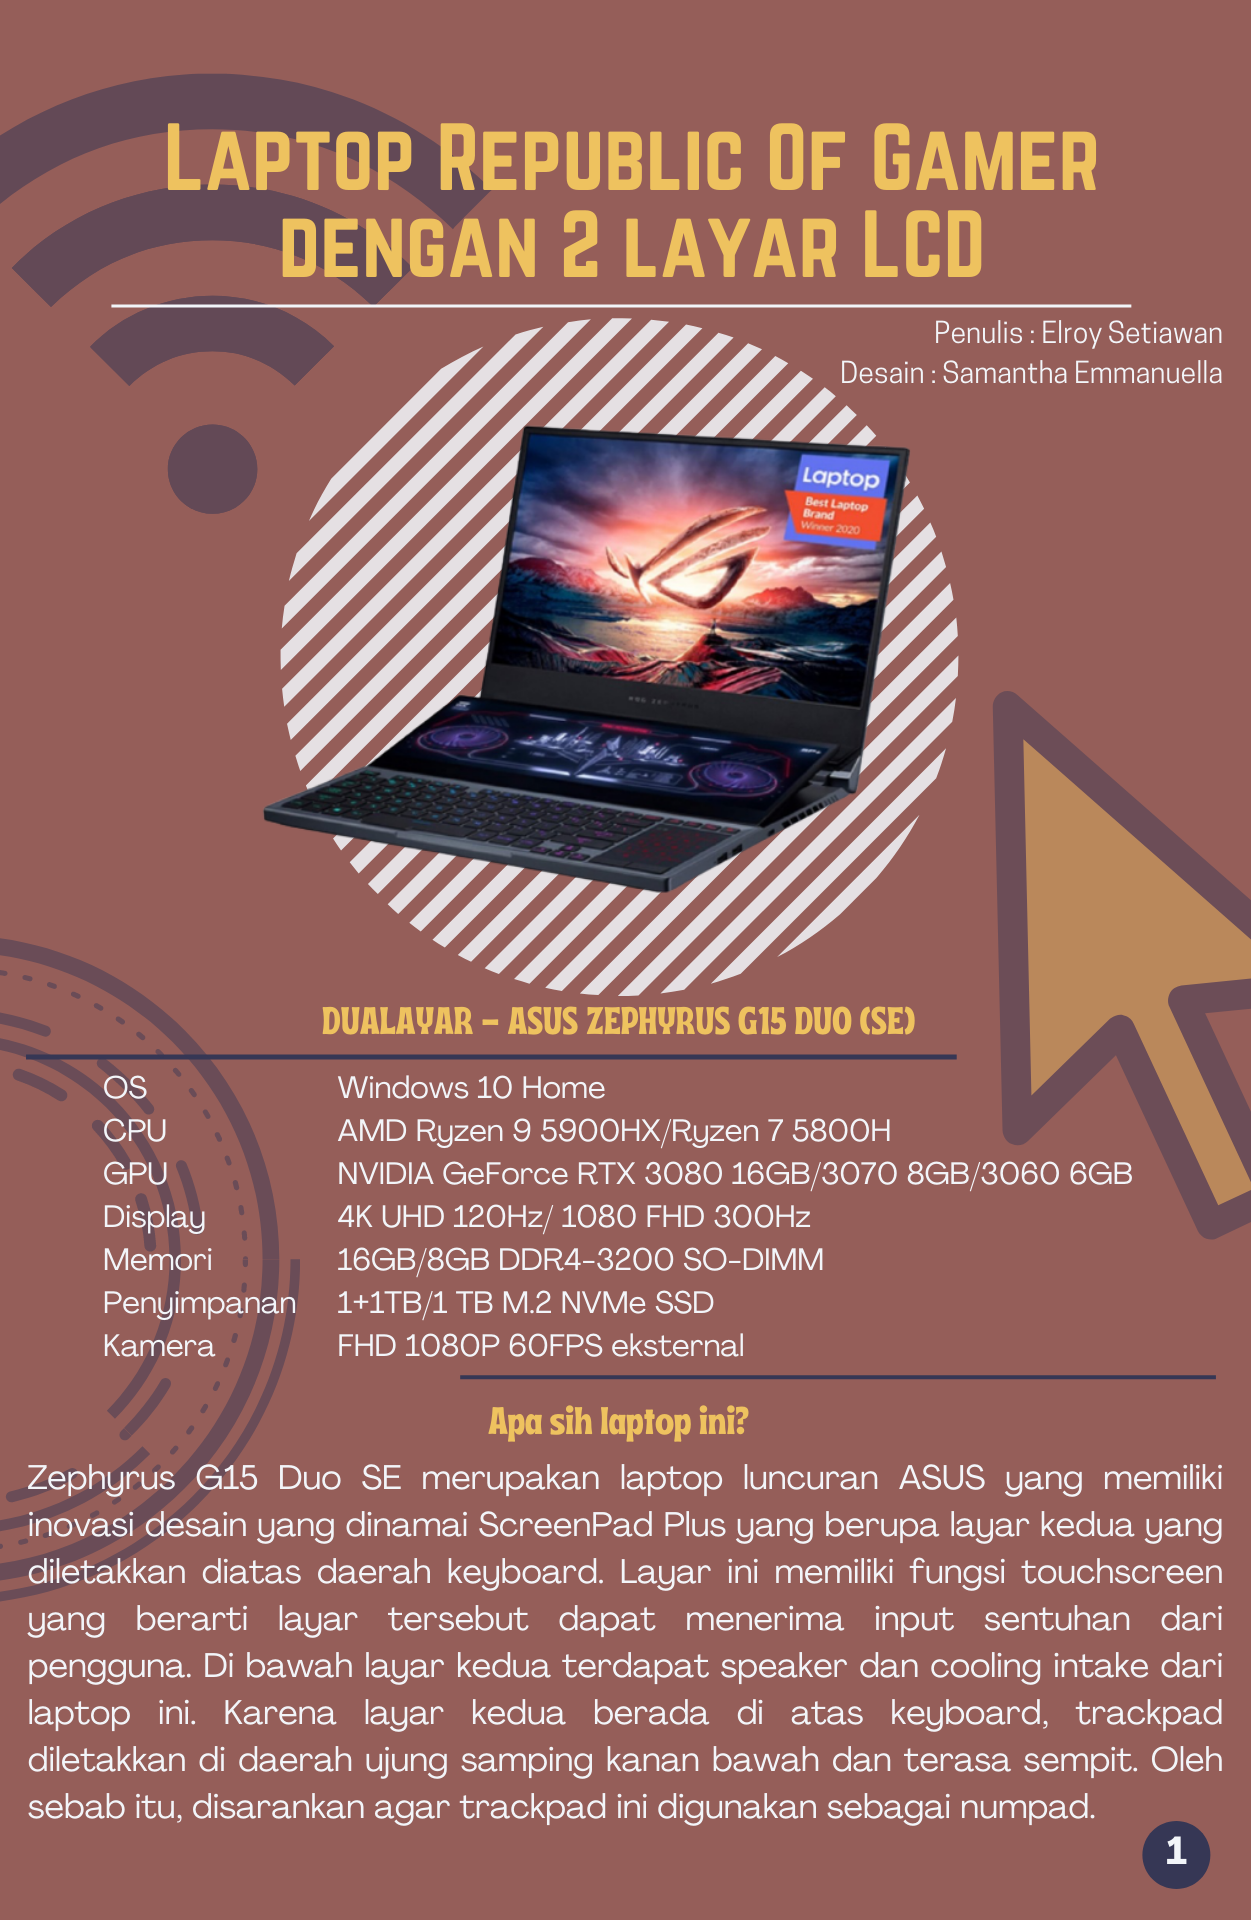 Laptop Republic Of Gamer
dengan 2 layar LCD
Penulis : Elroy Setiawan
Desain : Samantha Emmanuella
Laptop
Best Laptop
Brand
Winner 2020
DUALAYAR – ASUS ZEPHYRUS G15 DUO (SE)
OS Windows 10 Home
CPU AMD Ryzen 9 5900HX/Ryzen 7 5800H
GPU NVIDIA GeForce RTX 3080 16GB/3070 8GB/3060 6GB
Display 4K UHD 120Hz/ 1080 FHD 300Hz
Memori 16GB/8GB DDR4-3200 SO-DIMM
Penyimpanan 1+1TB/1 TB M.2 NVMe SSD
Kamera FHD 1080P 60FPS eksternal
Apa sih laptop ini?
Zephyrus G15 Duo SE merupakan laptop luncuran ASUS yang memiliki
inovasi desain yang dinamai ScreenPad Plus yang berupa layar kedua yang
diletakkan diatas daerah keyboard. Layar ini memiliki fungsi touchscreen
yang berarti layar tersebut dapat menerima input sentuhan dari
pengguna. Di bawah layar kedua terdapat speaker dan cooling intake dari
laptop ini. Karena layar kedua berada di atas keyboard, trackpad
diletakkan di daerah ujung samping kanan bawah dan terasa sempit. Oleh
sebab itu, disarankan agar trackpad ini digunakan sebagai numpad.
1